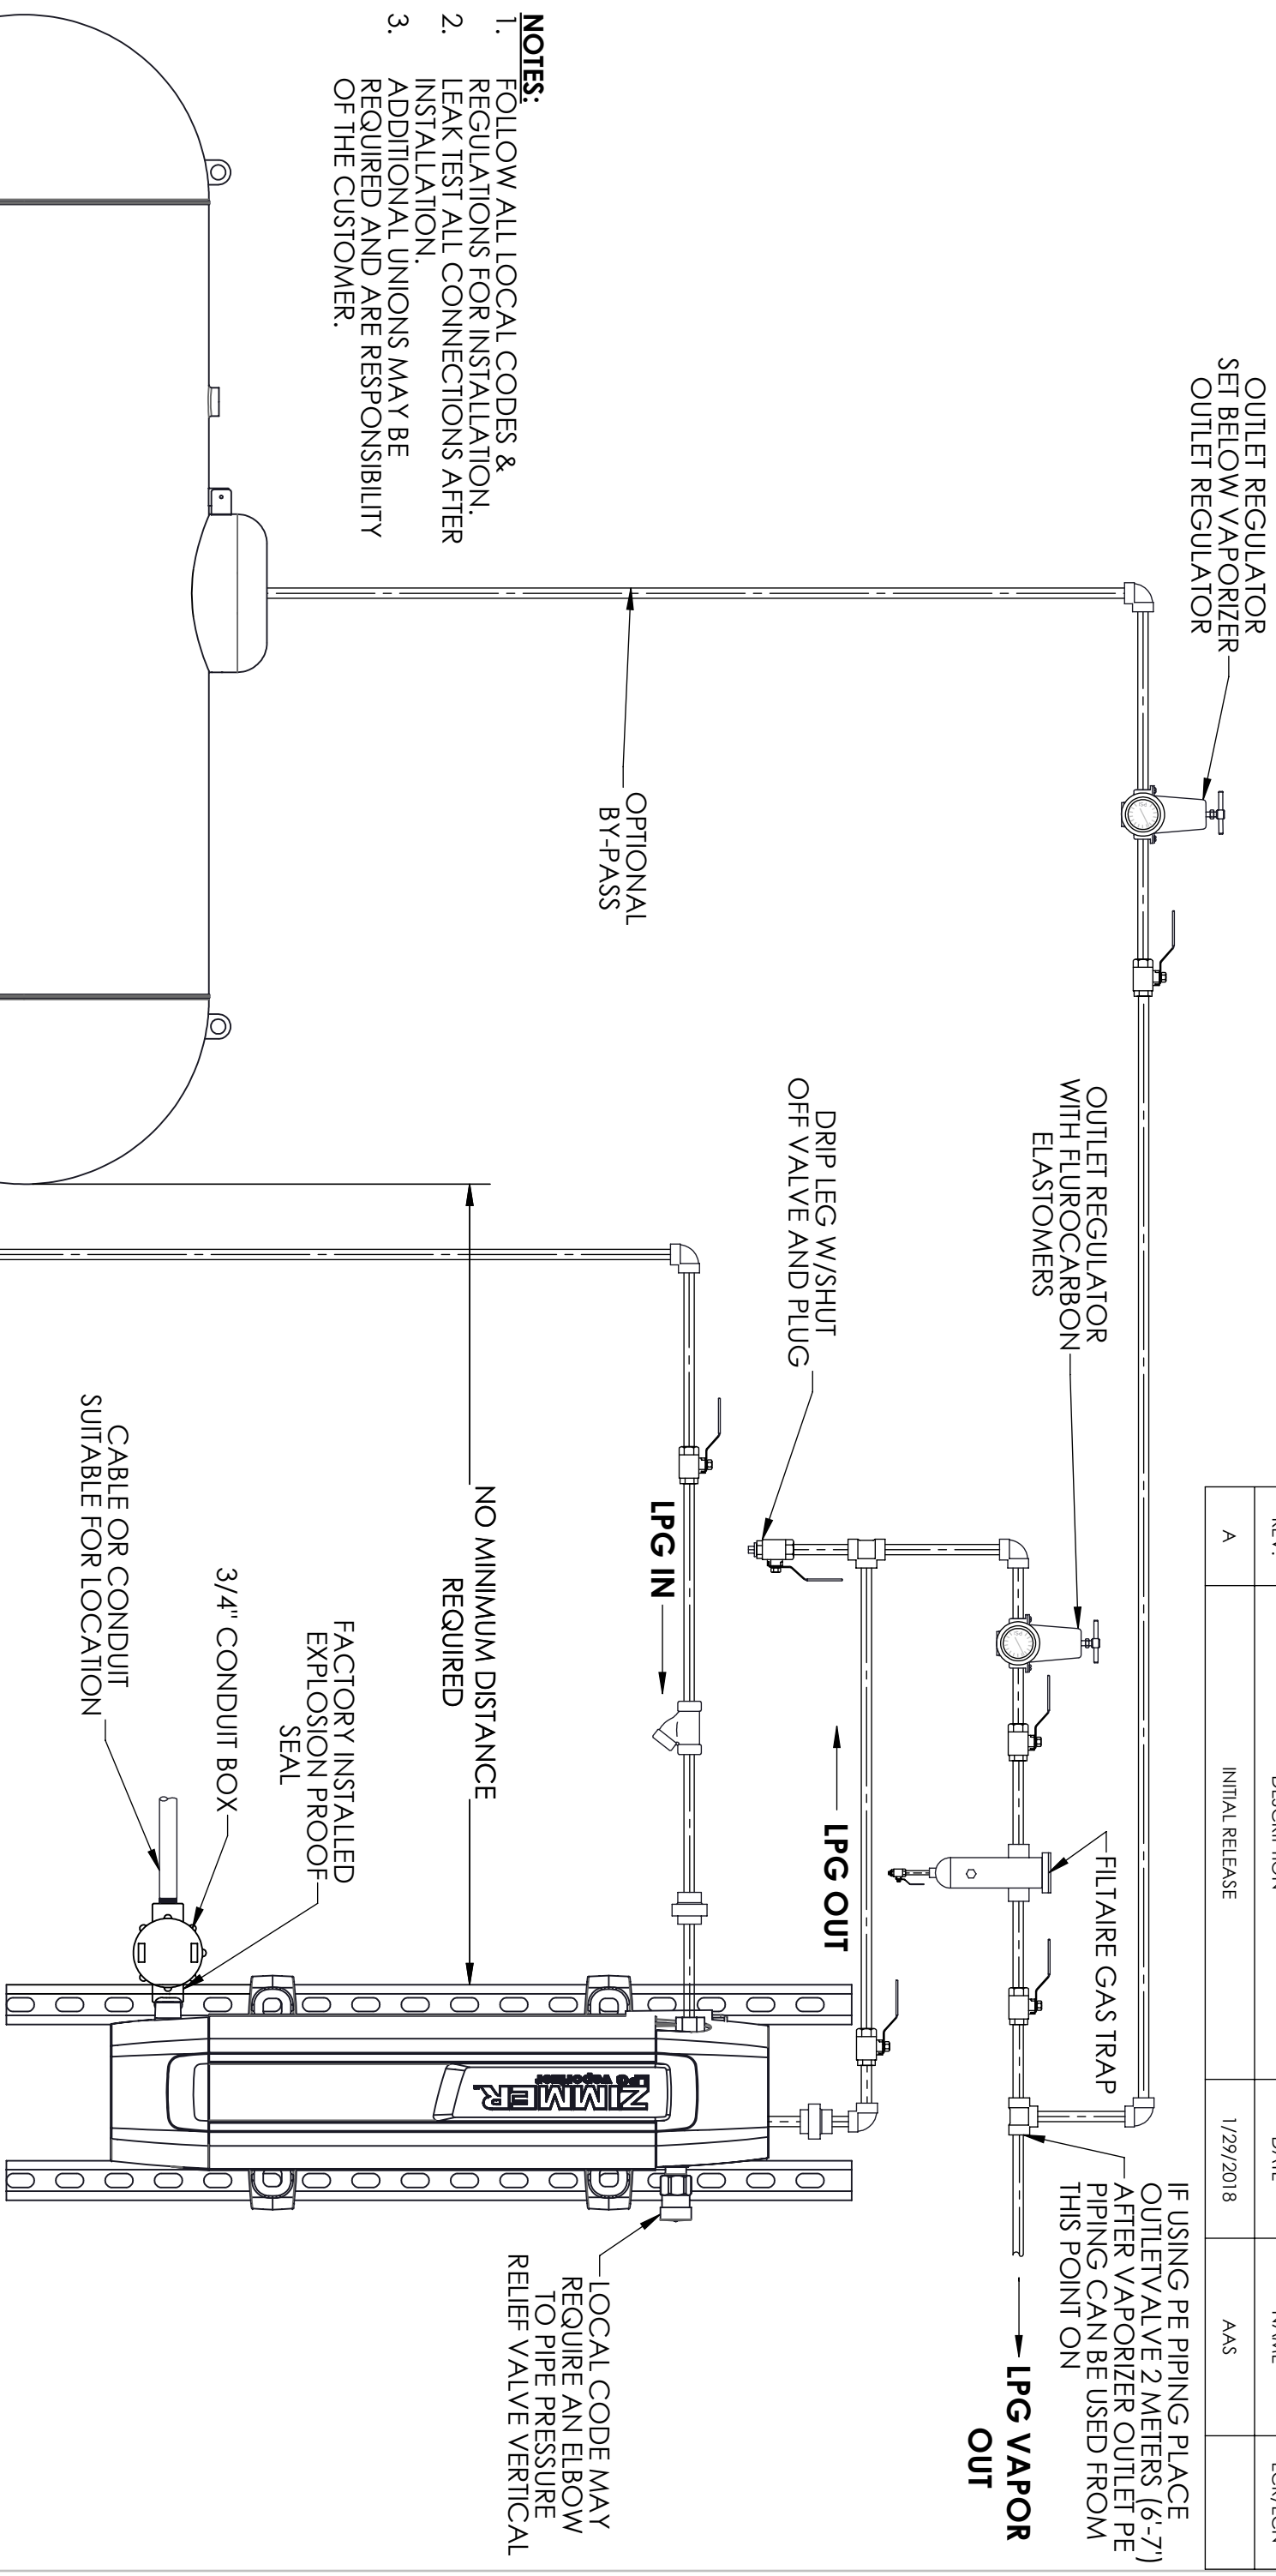 REV.
DESCRIPTION
DATE
NAME
ECR/ECN
A
INITIAL RELEASE
1/29/2018
AAS
OUTLET REGULATOR
SET BELOW VAPORIZER
OUTLET REGULATOR
IF USING PE PIPING PLACE
OUTLETVALVE 2 METERS (6'-7')
AFTER VAPORIZER OUTLET PE
PIPING CAN BE USED FROM
THIS POINT ON
OUTLET REGULATOR
WITH FLUROCARBON
ELASTOMERS
FILTAIRE GAS TRAP
LPG VAPOR
OUT
DRIP LEG W/SHUT
OFF VALVE AND PLUG
LPG OUT
OPTIONAL
BY-PASS
LPG IN
NOTES:
1. FOLLOW ALL LOCAL CODES &
REGULATIONS FOR INSTALLATION.
2. LEAK TEST ALL CONNECTIONS AFTER
INSTALLATION.
3. ADDITIONAL UNIONS MAY BE
REQUIRED AND ARE RESPONSIBILITY
OF THE CUSTOMER.
NO MINIMUM DISTANCE
REQUIRED
ZIMMER
LPG vaporizer
LOCAL CODE MAY
REQUIRE AN ELBOW
TO PIPE PRESSURE
RELIEF VALVE VERTICAL
FACTORY INSTALLED
EXPLOSION PROOF
SEAL
3/4" CONDUIT BOX
CABLE OR CONDUIT
SUITABLE FOR LOCATION